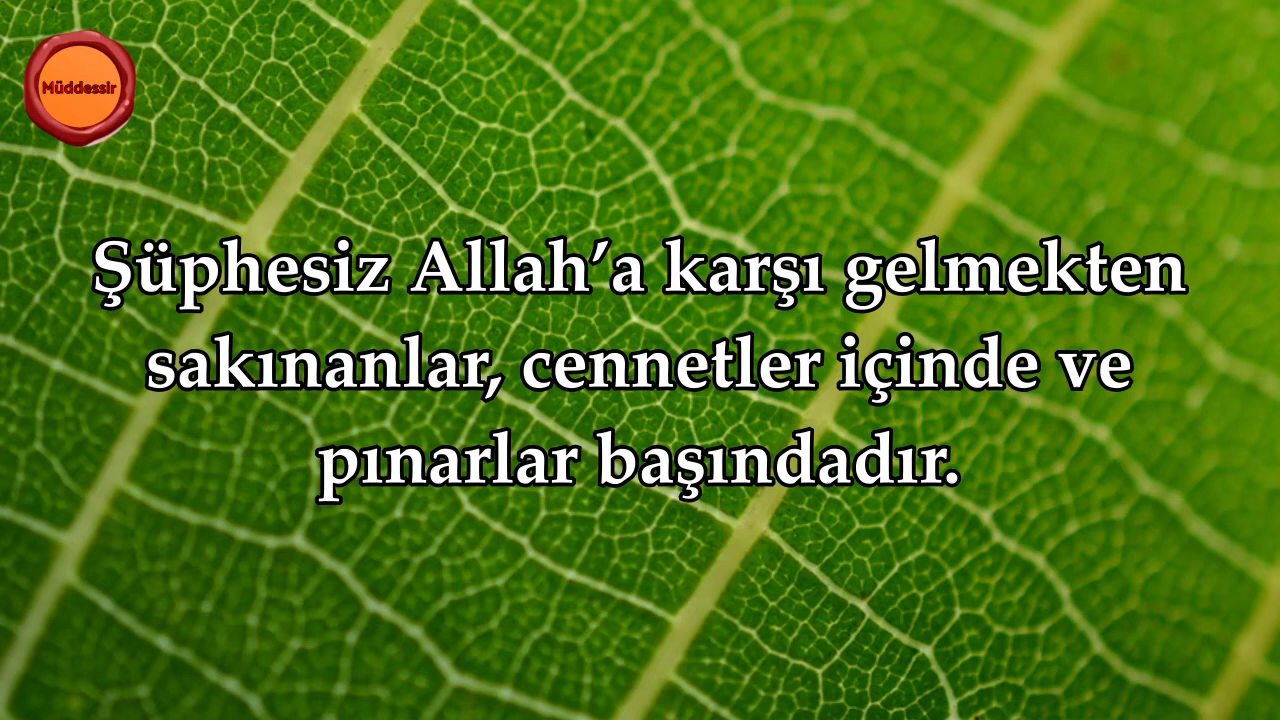 Müddessir
Şüphesiz Allah’a karşı gelmekten
sakınanlar, cennetler içinde ve
pınarlar başındadır.